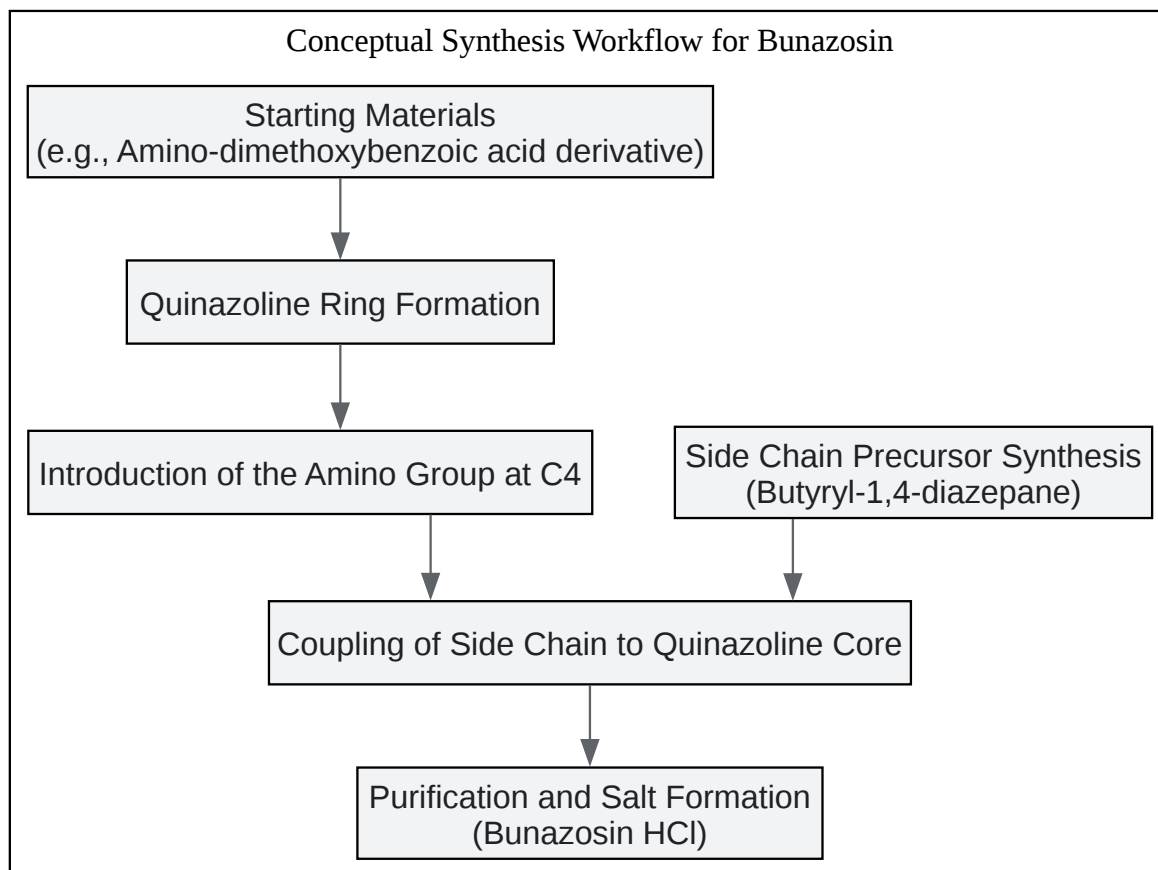 Conceptual Synthesis Workflow for Bunazosin
Starting Materials
(e.g., Amino-dimethoxybenzoic acid derivative)
Quinazoline Ring Formation
Introduction of the Amino Group at C4
Side Chain Precursor Synthesis
(Butyryl-1,4-diazepane)
Coupling of Side Chain to Quinazoline Core
Purification and Salt Formation
(Bunazosin HCl)